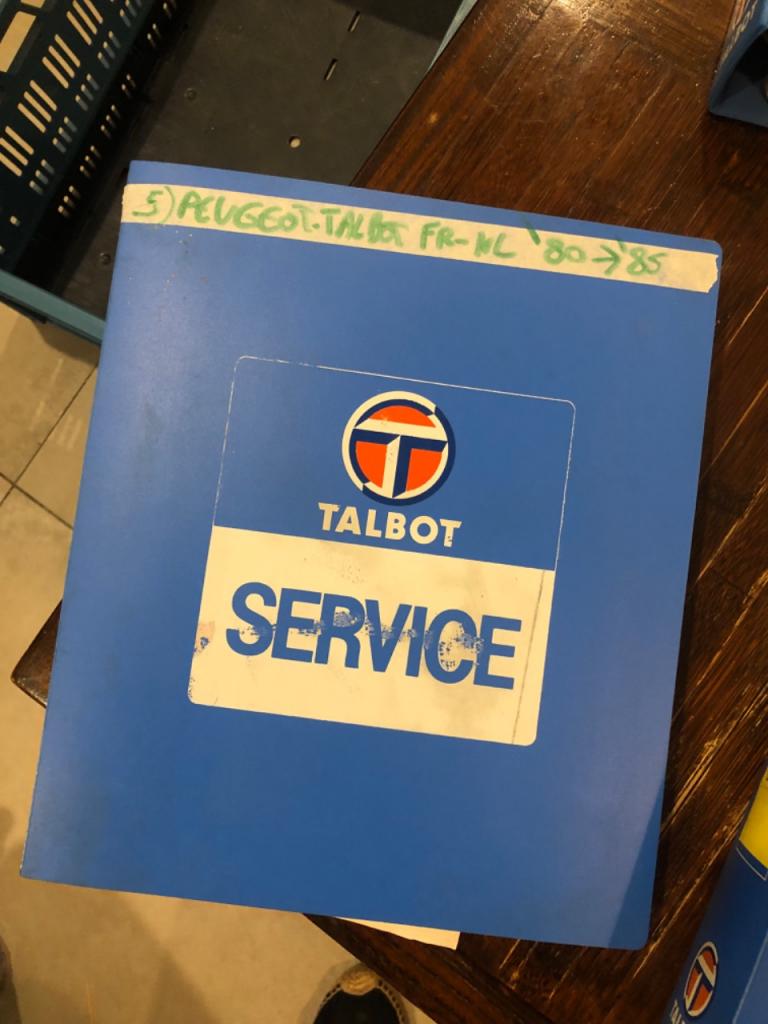 5) PEUGEOT-TALBOT FR-NL '80 → '85
TALBOT
SERVICE